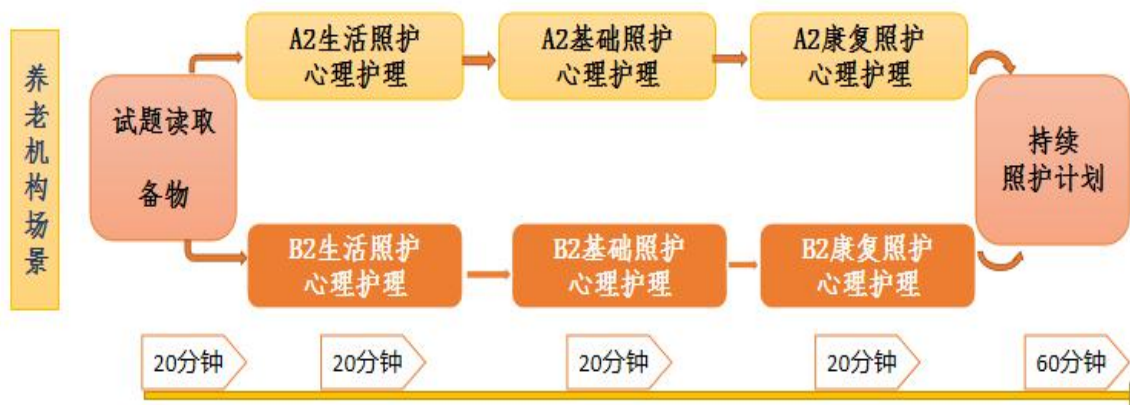 养老机构场景
试题读取
备物
A2生活照护
心理护理
A2基础照护
心理护理
A2康复照护
心理护理
B2生活照护
心理护理
B2基础照护
心理护理
B2康复照护
心理护理
持续
照护计划
20分钟
20分钟
20分钟
20分钟
60分钟